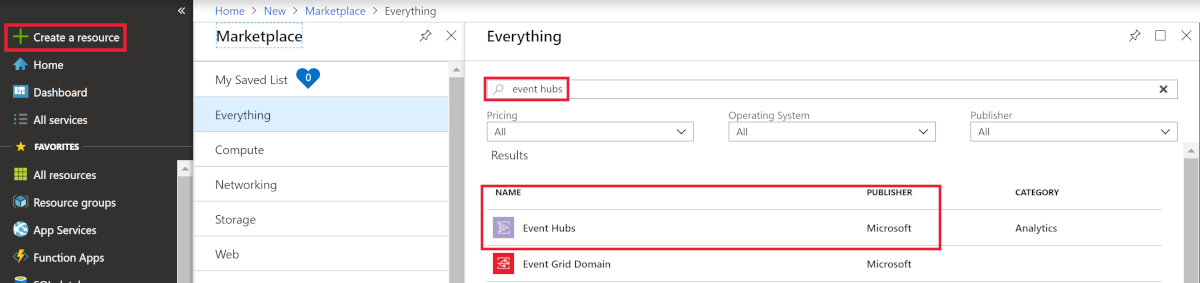 «
Create a resource
Home
Dashboard
All services
FAVORITES
All resources
Resource groups
App Services
Function Apps
Home > New > Marketplace > Everything
Marketplace
My Saved List 0
Everything
Compute
Networking
Storage
Web
Everything
event hubs
Pricing
All
Operating System
All
Publisher
All
Results
NAME PUBLISHER CATEGORY
Event Hubs Microsoft Analytics
Event Grid Domain Microsoft